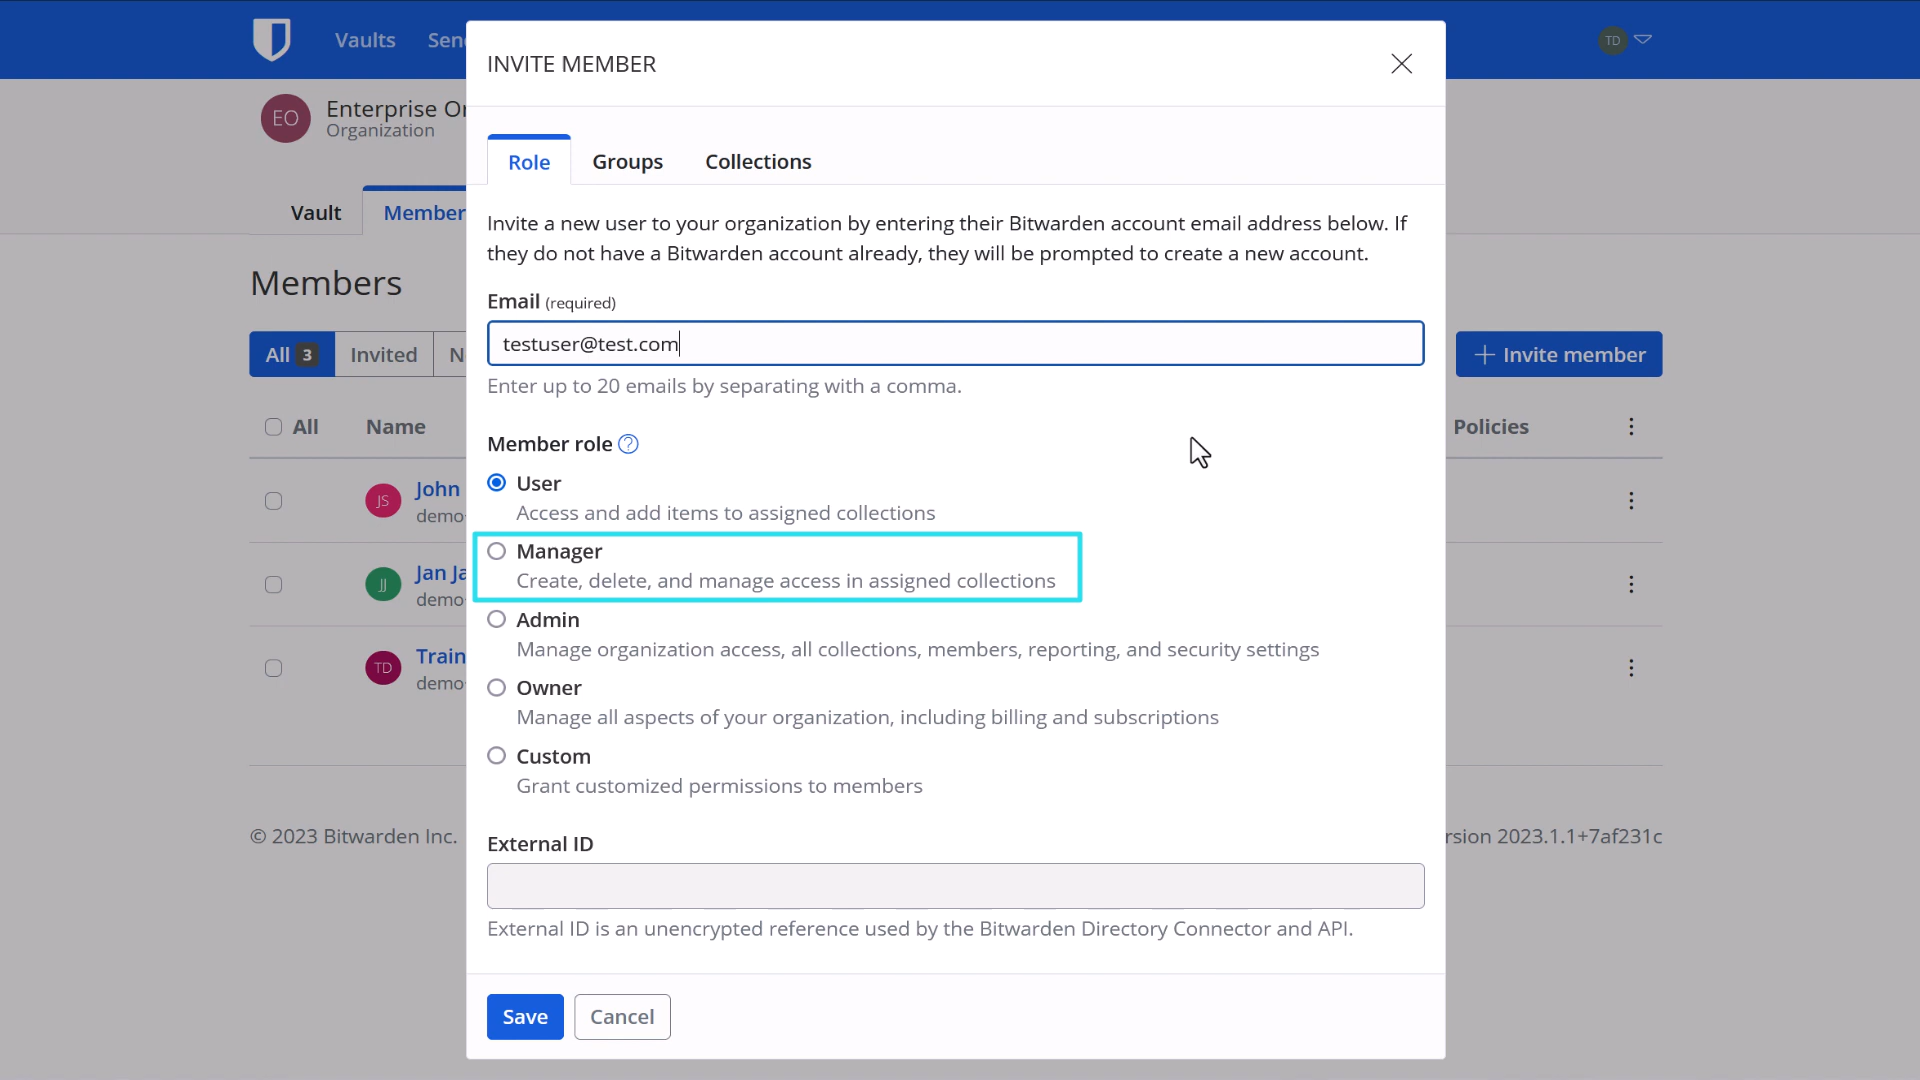 Vaults
TD
INVITE MEMBER
EO
Enterprise
Organization
Role
Groups
Collections
Vault
Member
Invite a new user to your organization by entering their Bitwarden account email address below. If
they do not have a Bitwarden account already, they will be prompted to create a new account.
Members
Email (required)
testuser@test.com
Enter up to 20 emails by separating with a comma.
All 3
Invited
+ Invite member
All
Name
Policies
Member role ?
User
Access and add items to assigned collections
JS
John
Manager
Create, delete, and manage access in assigned collections
JJ
Jan
Admin
Manage organization access, all collections, members, reporting, and security settings
TD
Train
Owner
Manage all aspects of your organization, including billing and subscriptions
Custom
Grant customized permissions to members
© 2023 Bitwarden Inc.
rsion 2023.1.1+7af231c
External ID
External ID is an unencrypted reference used by the Bitwarden Directory Connector and API.
Save
Cancel